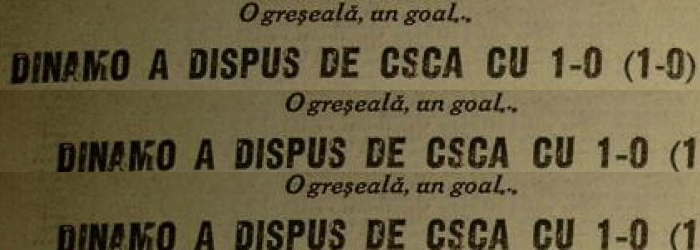 O greșeală, un goal...
DINAMO A DISPUS DE CSCA CU 1-0 (1-0)
O greșeală, un goal...
DINAMO A DISPUS DE CSCA CU 1-0 (1
O greșeală, un goal...
DINAMO A DISPUS DE CSCA CU 1-0 (1